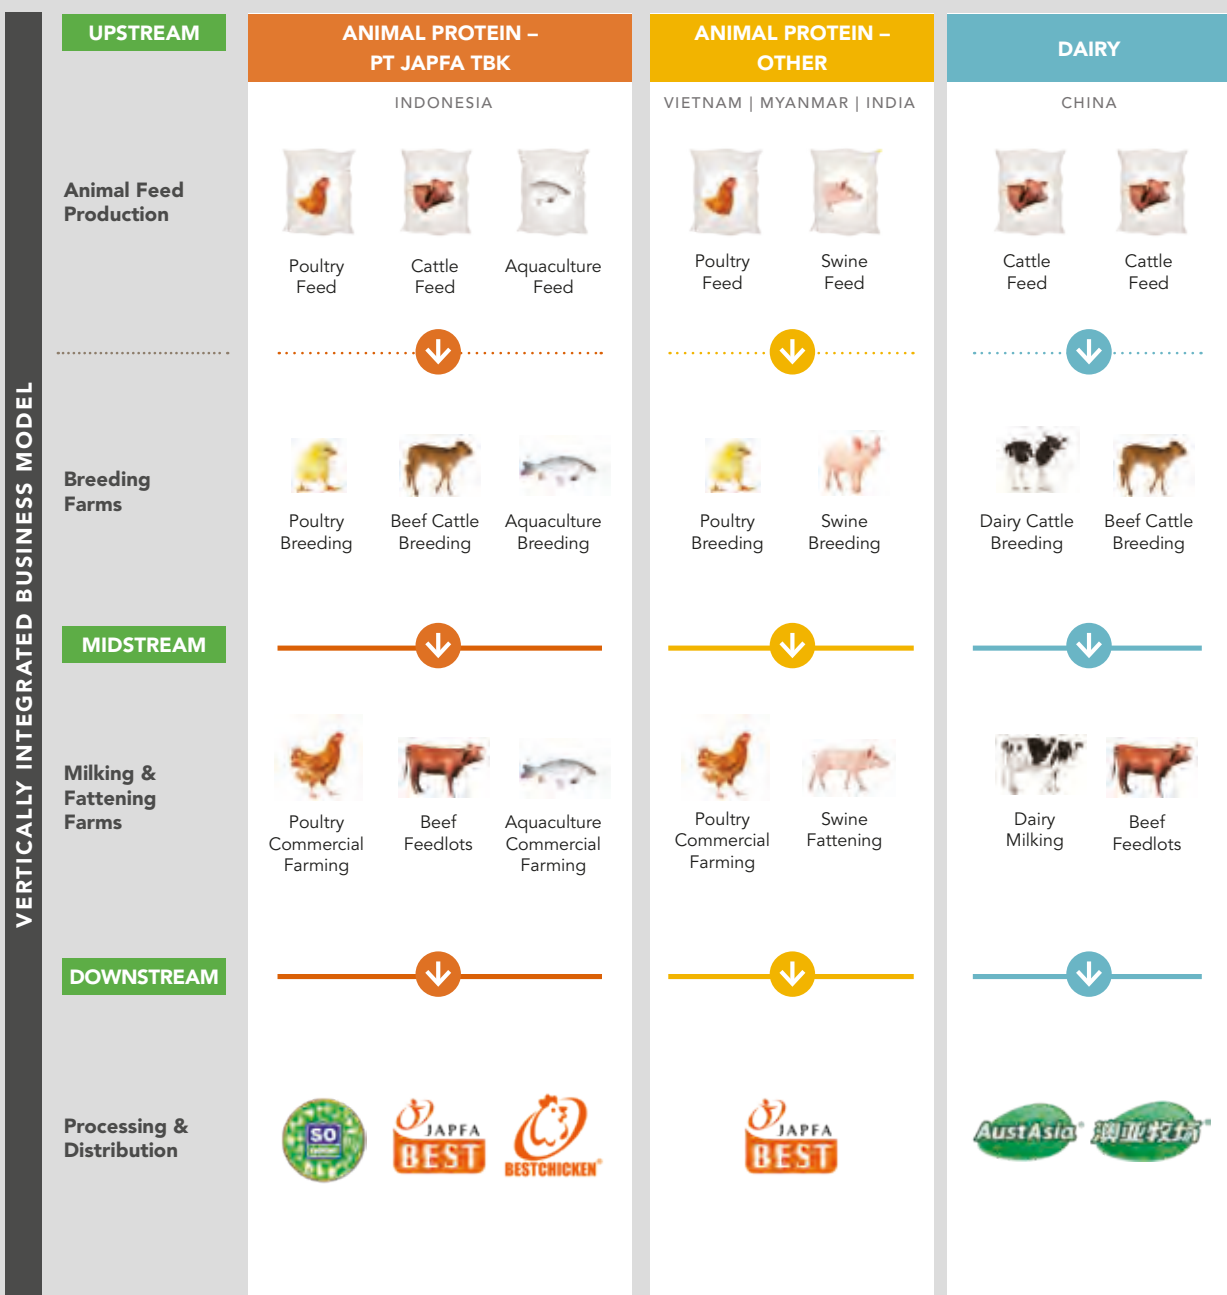 VERTICALLY INTEGRATED BUSINESS MODEL
UPSTREAM
ANIMAL PROTEIN –
PT JAPFA TBK
ANIMAL PROTEIN –
OTHER
DAIRY
INDONESIA
VIETNAM | MYANMAR | INDIA
CHINA
Animal Feed
Production
Poultry
Feed
Cattle
Feed
Aquaculture
Feed
Poultry
Feed
Swine
Feed
Cattle
Feed
Cattle
Feed
Breeding
Farms
Poultry
Breeding
Beef Cattle
Breeding
Aquaculture
Breeding
Poultry
Breeding
Swine
Breeding
Dairy Cattle
Breeding
Beef Cattle
Breeding
MIDSTREAM
Milking &
Fattening
Farms
Poultry
Commercial
Farming
Beef
Feedlots
Aquaculture
Commercial
Farming
Poultry
Commercial
Farming
Swine
Fattening
Dairy
Milking
Beef
Feedlots
DOWNSTREAM
Processing &
Distribution
SO
JAPFA
BEST
BESTCHICKEN®
JAPFA
BEST
AustAsia®
澳亚牧场®